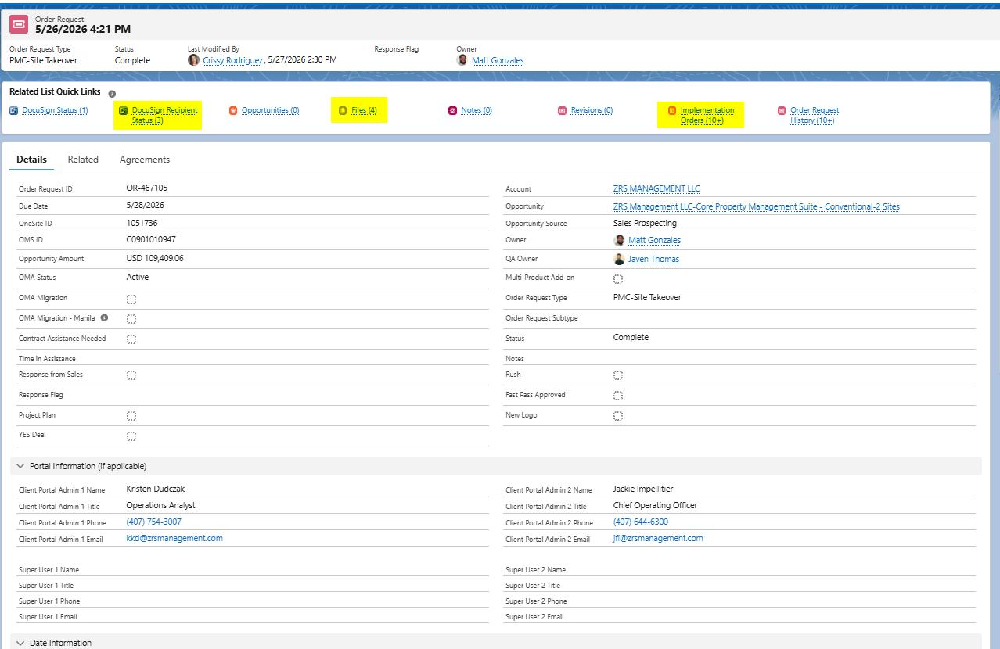 Order Request
5/26/2026 4:21 PM
Order Request Type Status Last Modified By Response Flag Owner
PMC-Site Takeover Complete Crissy Rodriguez, 5/27/2026 2:30 PM Matt Gonzales
Related List Quick Links
DocuSign Status (1) DocuSign Recipient Status (3) Opportunities (0) Files (4) Notes (0) Revisions (0) Implementation Orders (10+) Order Request History (10+)
Details Related Agreements
Order Request ID OR-467105 Account ZRS MANAGEMENT LLC
Due Date 5/28/2026 Opportunity ZRS Management LLC-Core Property Management Suite - Conventional-2 Sites
OneSite ID 1051736 Opportunity Source Sales Prospecting
OMS ID C0901010947 Owner Matt Gonzales
Opportunity Amount USD 109,409.06 QA Owner Javen Thomas
OMA Status Active Multi-Product Add-on
OMA Migration Order Request Type PMC-Site Takeover
OMA Migration - Manila Order Request Subtype
Contract Assistance Needed Status Complete
Time in Assistance Notes
Response from Sales Rush
Response Flag Fast Pass Approved
Project Plan New Logo
YES Deal
Portal Information (if applicable)
Client Portal Admin 1 Name Kristen Dudczak Client Portal Admin 2 Name Jackie Impellitier
Client Portal Admin 1 Title Operations Analyst Client Portal Admin 2 Title Chief Operating Officer
Client Portal Admin 1 Phone (407) 754-3007 Client Portal Admin 2 Phone (407) 644-6300
Client Portal Admin 1 Email kkd@zrsmanagement.com Client Portal Admin 2 Email jfi@zrsmanagement.com
Super User 1 Name Super User 2 Name
Super User 1 Title Super User 2 Title
Super User 1 Phone Super User 2 Phone
Super User 1 Email Super User 2 Email
Date Information